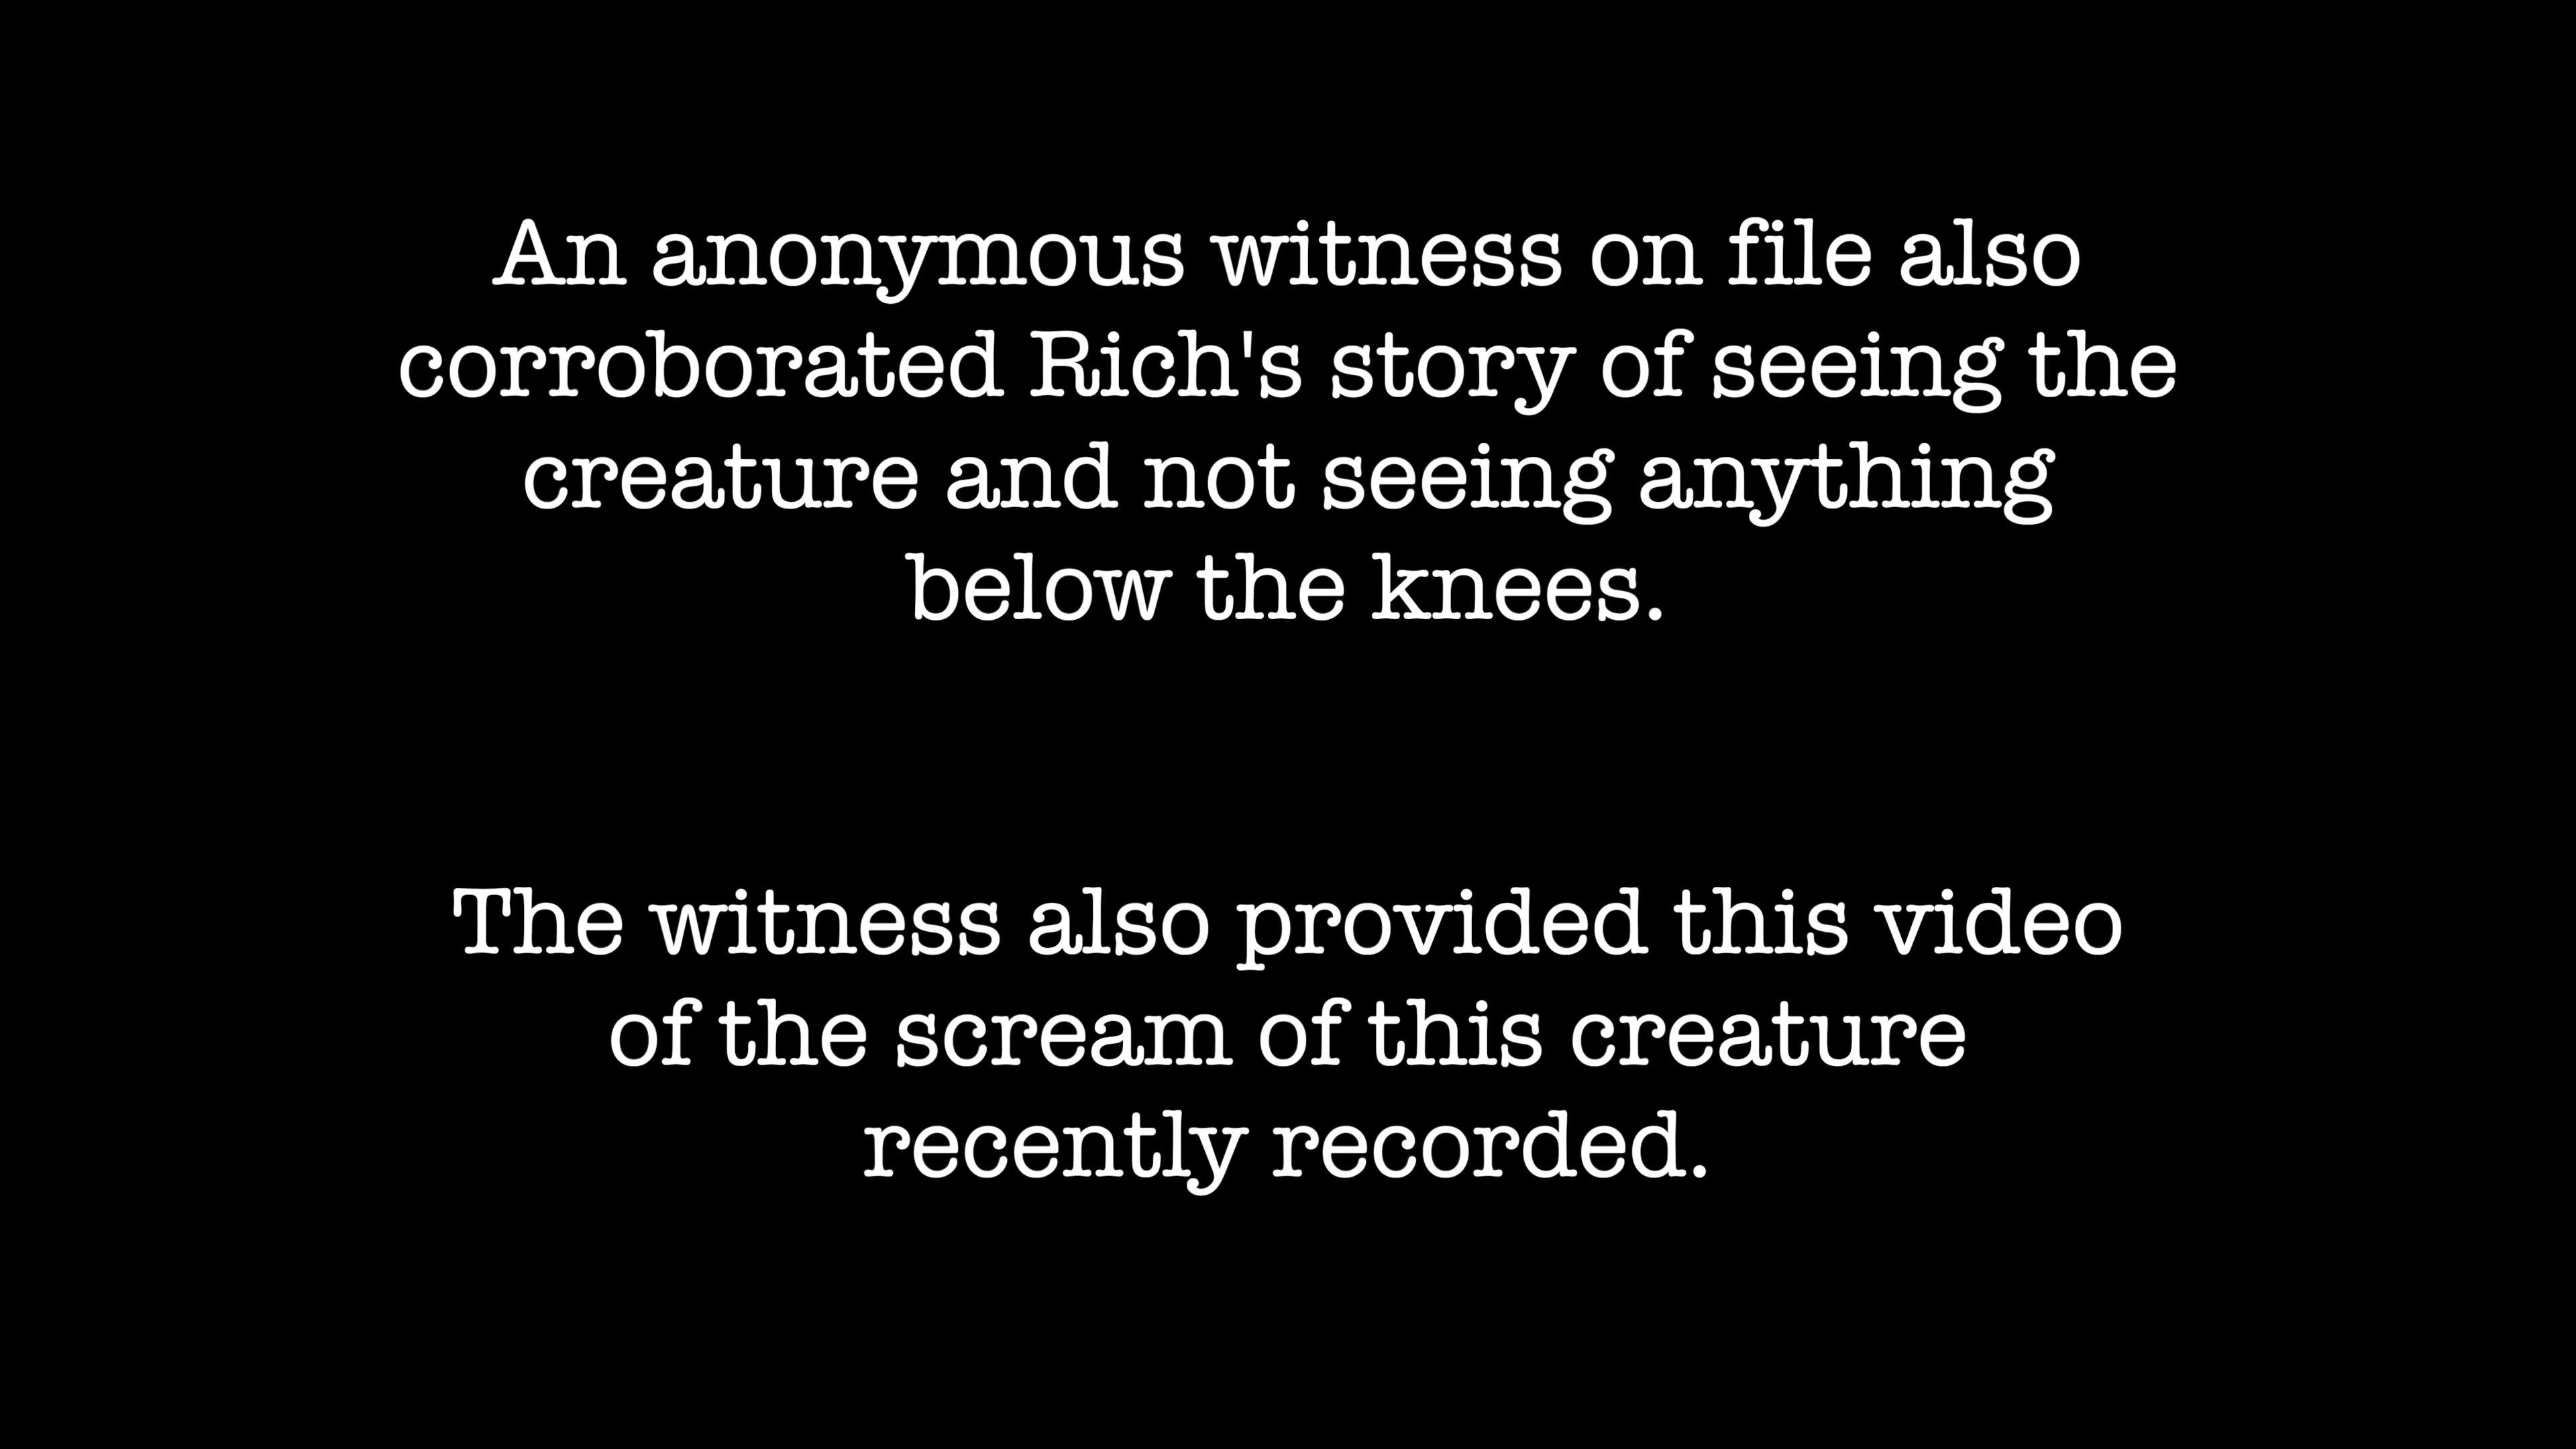 An anonymous witness on file also
corroborated Rich's story of seeing the
creature and not seeing anything
below the knees.
The witness also provided this video
of the scream of this creature
recently recorded.